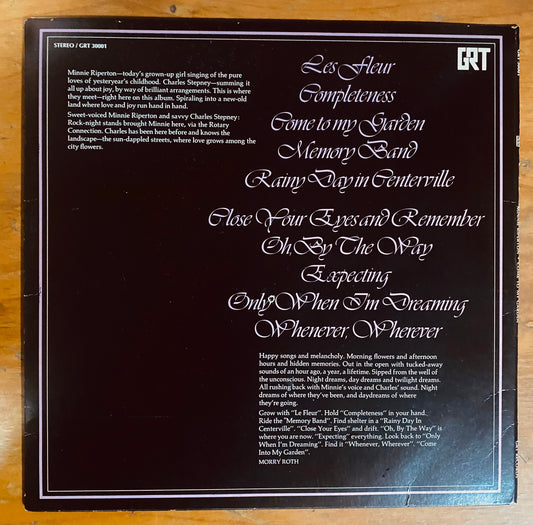 STEREO / GRT 30001
GRT
Minnie Riperton—today's grown-up girl singing of the pure
loves of yesteryear's childhood. Charles Stepney—summing it
all up about joy, by way of brilliant arrangements. This is where
they meet—right here on this album. Spiraling into a new-old
land where love and joy run hand in hand.
Sweet-voiced Minnie Riperton and savvy Charles Stepney:
Rock-night stands brought Minnie here, via the Rotary
Connection. Charles has been here before and knows the
landscape—the sun-dappled streets, where love grows among the
city flowers.
Les Fleur
Completeness
Come to my Garden
Memory Band
Rainy Day in Centerville
Close Your Eyes and Remember
Oh, By The Way
Expecting
Only When I'm Dreaming
Whenever, Wherever
Happy songs and melancholy. Morning flowers and afternoon
hours and hidden memories. Out in the open with tucked-away
sounds of an hour ago, a year, a lifetime. Sipped from the well of
the unconscious. Night dreams, day dreams and twilight dreams.
All rushing back with Minnie's voice and Charles' sound. Night
dreams of where they've been, and daydreams of where
they're going.
Grow with "Le Fleur". Hold "Completeness" in your hand.
Ride the "Memory Band". Find shelter in a "Rainy Day In
Centerville". "Close Your Eyes" and drift. "Oh, By The Way" is
where you are now. "Expecting" everything. Look back to "Only
When I'm Dreaming". Find it "Whenever, Wherever". "Come
Into My Garden".
MORRY ROTH